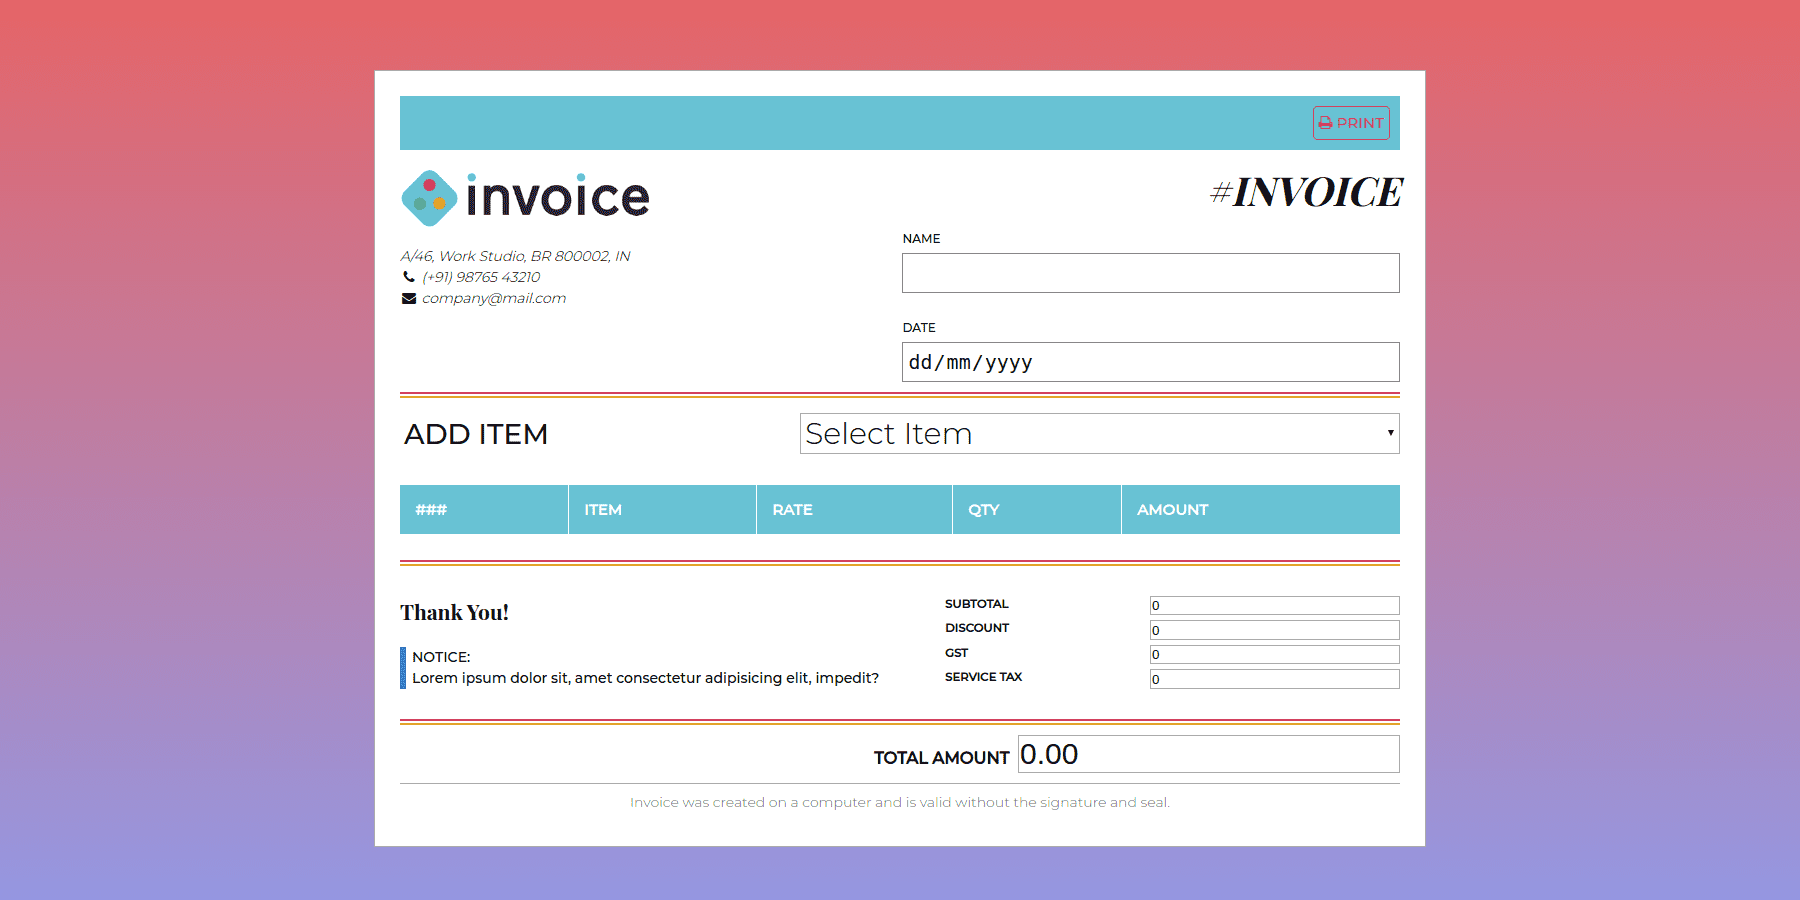 PRINT
invoice
#INVOICE
A/46, Work Studio, BR 800002, IN
(+91) 98765 43210
company@mail.com
NAME
DATE
dd/mm/yyyy
ADD ITEM
Select Item
### ITEM RATE QTY AMOUNT
Thank You!
NOTICE:
Lorem ipsum dolor sit, amet consectetur adipisicing elit, impedit?
SUBTOTAL 0
DISCOUNT 0
GST 0
SERVICE TAX 0
TOTAL AMOUNT 0.00
Invoice was created on a computer and is valid without the signature and seal.